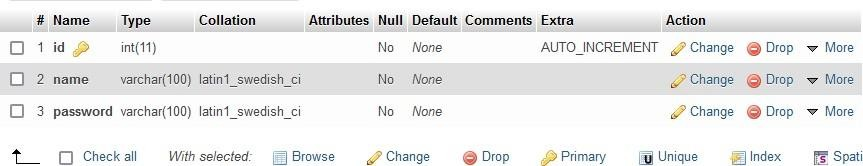 # Name Type Collation Attributes Null Default Comments Extra Action
1 id int(11) No None AUTO_INCREMENT Change Drop More
2 name varchar(100) latin1_swedish_ci No None Change Drop More
3 password varchar(100) latin1_swedish_ci No None Change Drop More
Check all With selected: Browse Change Drop Primary U Unique Index S Spati